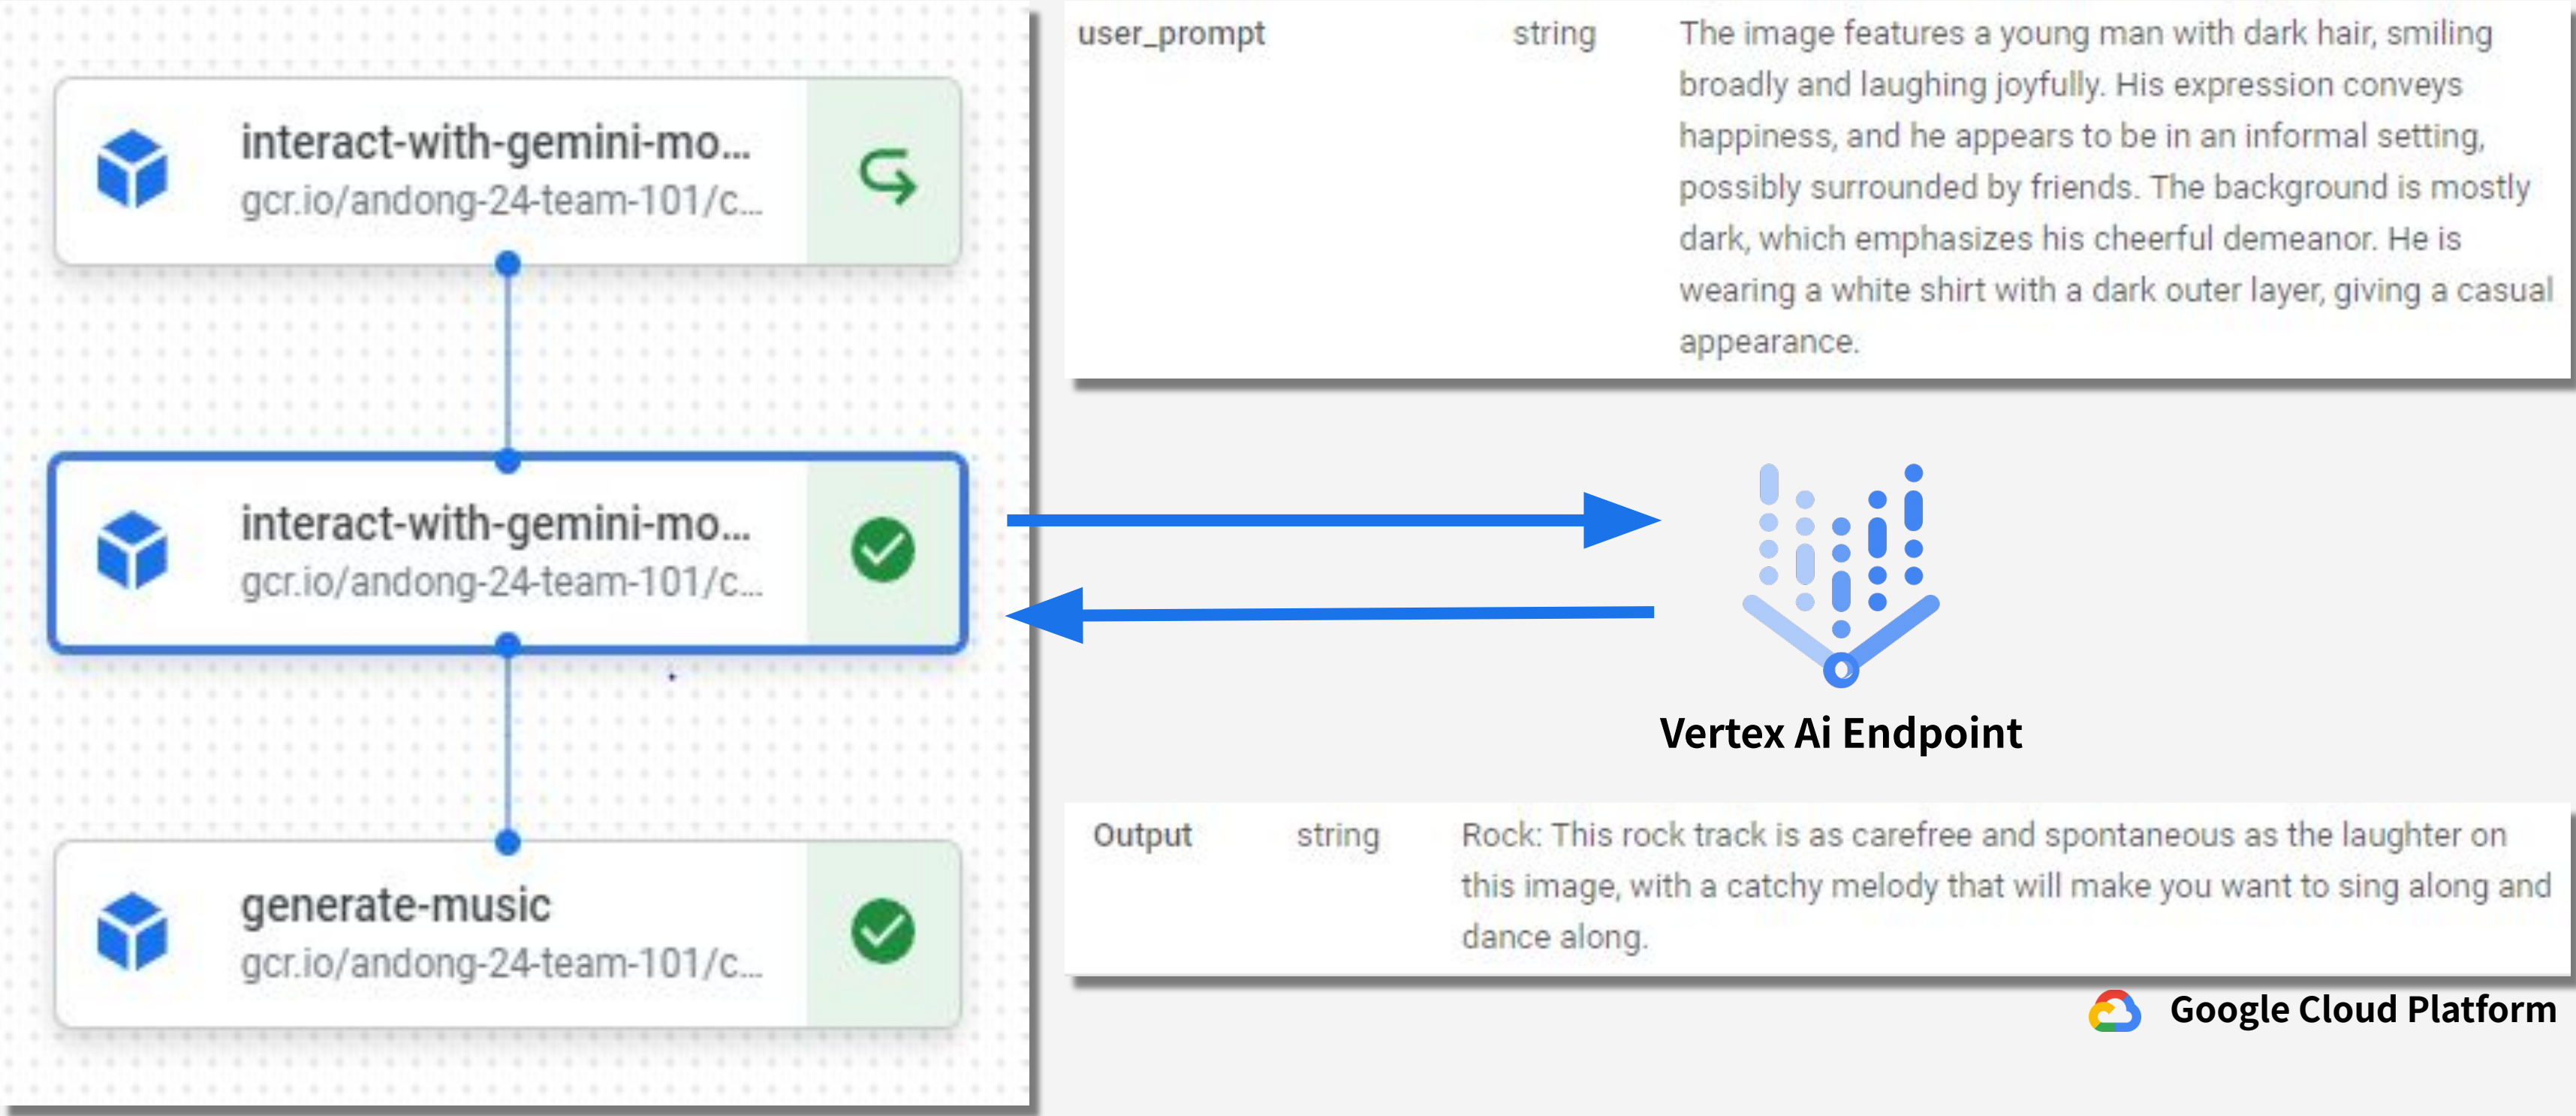 interact-with-gemini-mo...
gcr.io/andong-24-team-101/c...
interact-with-gemini-mo...
gcr.io/andong-24-team-101/c...
generate-music
gcr.io/andong-24-team-101/c...
user_prompt string The image features a young man with dark hair, smiling
broadly and laughing joyfully. His expression conveys
happiness, and he appears to be in an informal setting,
possibly surrounded by friends. The background is mostly
dark, which emphasizes his cheerful demeanor. He is
wearing a white shirt with a dark outer layer, giving a casual
appearance.
Vertex Ai Endpoint
Output string Rock: This rock track is as carefree and spontaneous as the laughter on
this image, with a catchy melody that will make you want to sing along and
dance along.
Google Cloud Platform